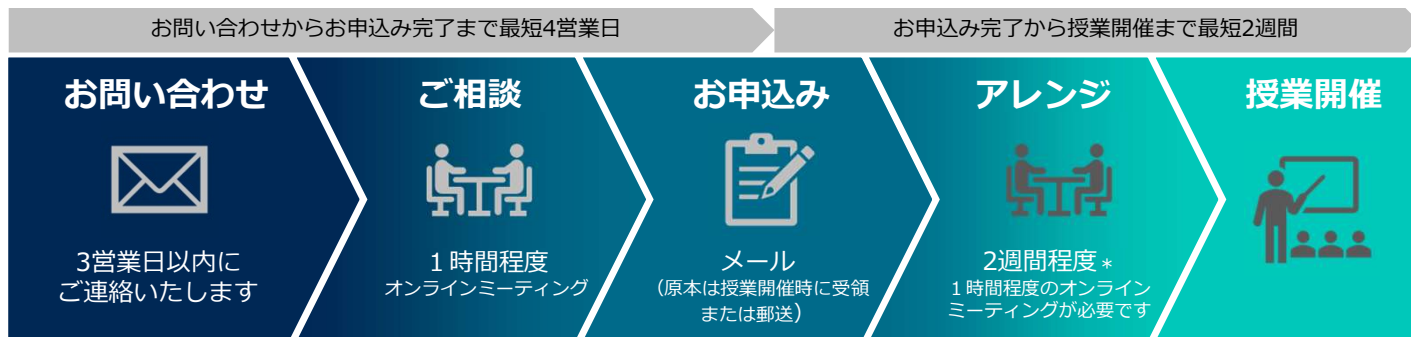 お問い合わせからお申込み完了まで最短4営業日
お申込み完了から授業開催まで最短2週間
お問い合わせ
3営業日以内に
ご連絡いたします
ご相談
１時間程度
オンラインミーティング
お申込み
メール
（原本は授業開催時に受領
または郵送）
アレンジ
2週間程度＊
１時間程度のオンライン
ミーティングが必要です
授業開催